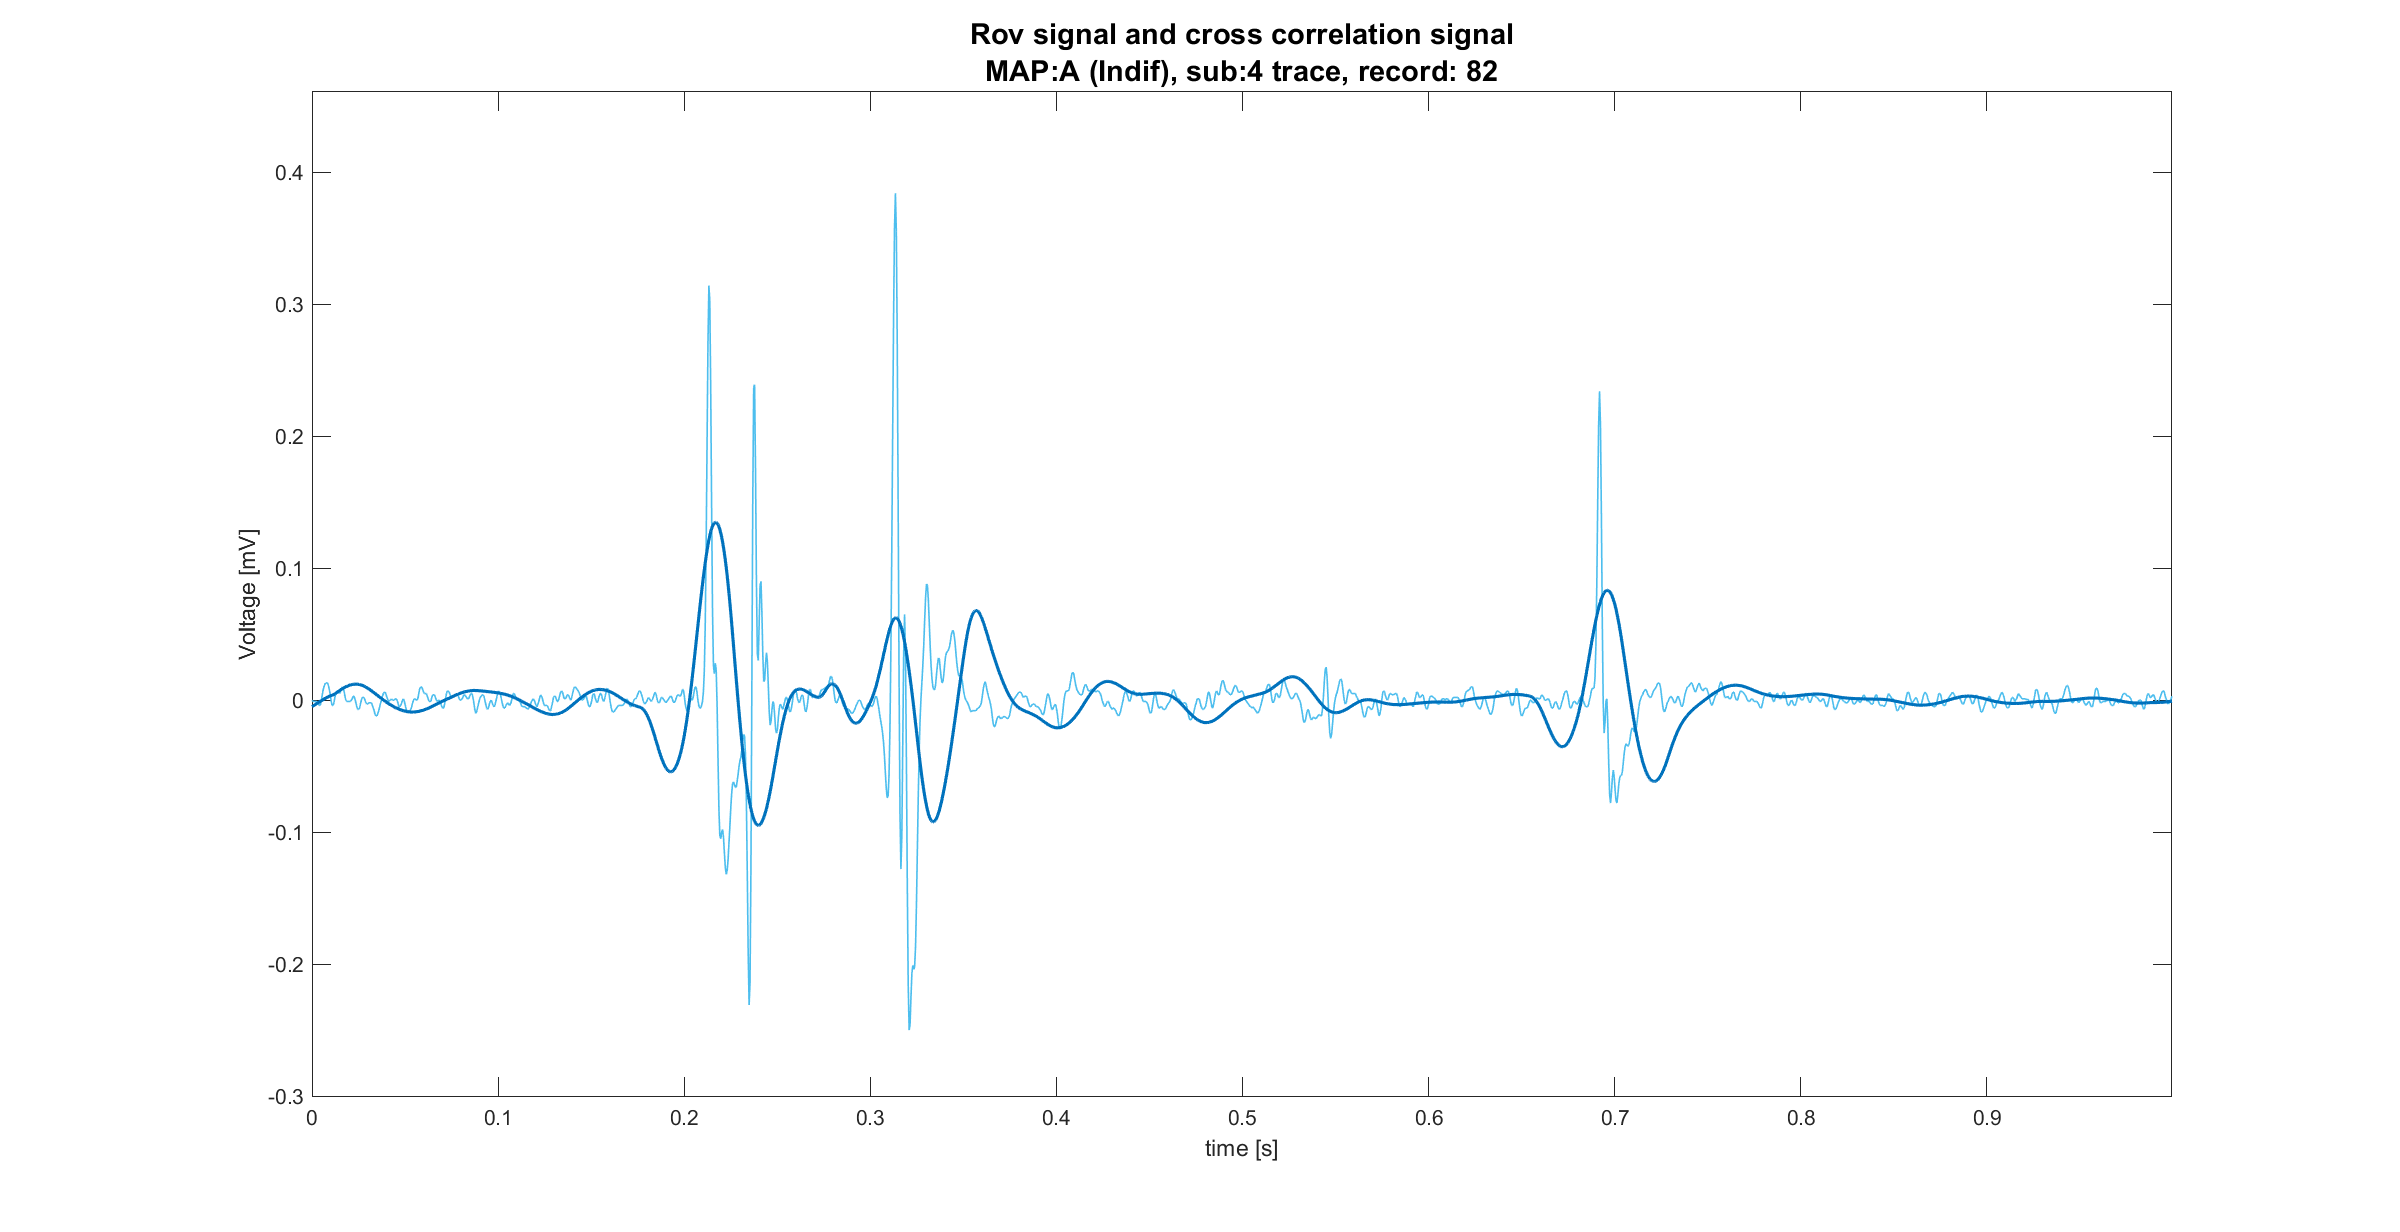 Rov signal and cross correlation signal
MAP:A (Indif), sub:4 trace, record: 82
0.4
0.3
0.2
0.1
0
-0.1
-0.2
-0.3
Voltage [mV]
0 0.1 0.2 0.3 0.4 0.5 0.6 0.7 0.8 0.9
time [s]